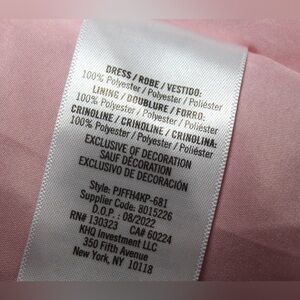 DRESS / ROBE / VESTIDO:
100% Polyester / Polyester / Poliéster
LINING / DOUBLURE / FORRO:
100% Polyester / Polyester / Poliéster
CRINOLINE / CRINOLINE / CRINOLINA:
100% Polyester / Polyester / Poliéster
EXCLUSIVE OF DECORATION
SAUF DÉCORATION
EXCLUSIVO DE DECORACIÓN
Style: PJFFH4KP-681
Supplier Code: 8015226
D.O.P. : 08/2022
RN# 130323 CA# 60224
KHQ Investment LLC
350 Fifth Avenue
New York, NY 10118